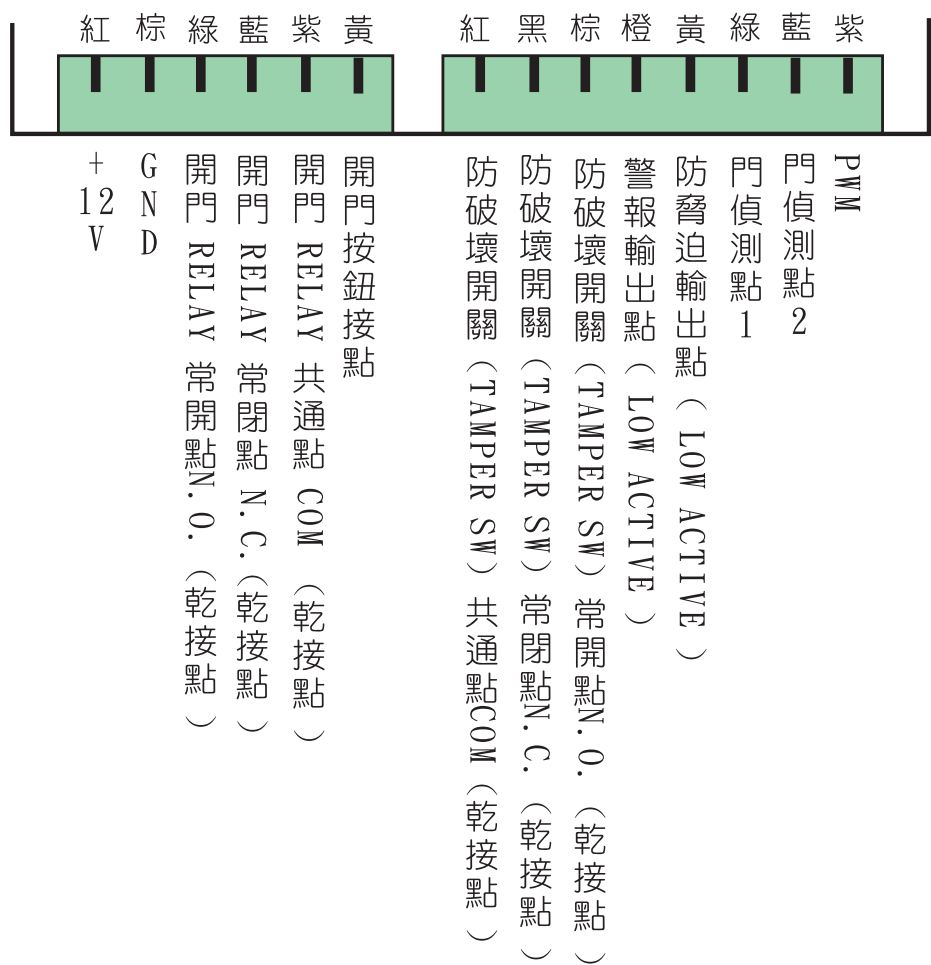 紅 棕 綠 藍 紫 黃
紅 黑 棕 橙 黃 綠 藍 紫
+12V
GND
開門 RELAY 常開點N.O.(乾接點)
開門 RELAY 常閉點 N.C.(乾接點)
開門 RELAY 共通點 COM (乾接點)
開門按鈕接點
防破壞開關(TAMPER SW)共通點COM(乾接點)
防破壞開關(TAMPER SW)常閉點N.C.(乾接點)
防破壞開關(TAMPER SW)常開點N.O.(乾接點)
警報輸出點( LOW ACTIVE )
防脅迫輸出點( LOW ACTIVE )
門偵測點1
門偵測點2
PWM